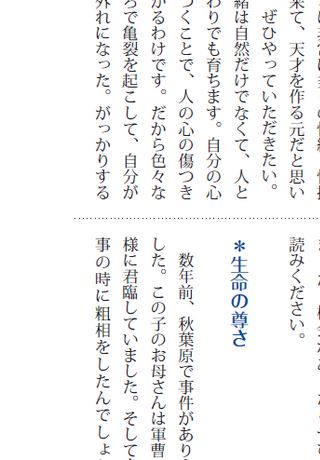 来て、天才を作る元だと思い
ぜひやっていただきたい。
緒は自然だけでなくて、人と
わりでも育ちます。自分の心
つくことで、人の心の傷つき
かるわけです。だから色々な
ろで亀裂を起こして、自分が
外れになった。がっかりする
読みください。
＊生命の尊さ
数年前、秋葉原で事件があり
した。この子のお母さんは軍曹
様に君臨していました。そして
事の時に粗相をしたんでしょ